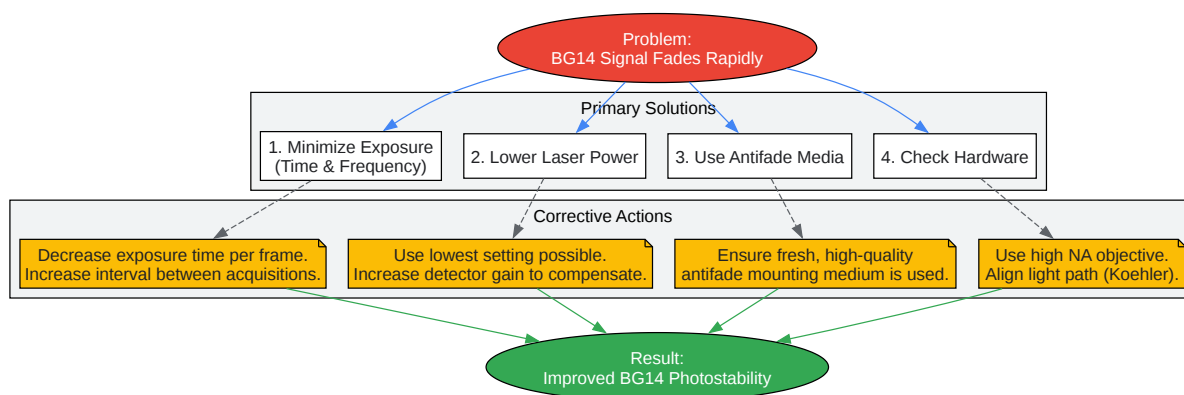 Problem:
BG14 Signal Fades Rapidly
Primary Solutions
1. Minimize Exposure
(Time & Frequency)
2. Lower Laser Power
3. Use Antifade Media
4. Check Hardware
Corrective Actions
Decrease exposure time per frame.
Increase interval between acquisitions.
Use lowest setting possible.
Increase detector gain to compensate.
Ensure fresh, high-quality
antifade mounting medium is used.
Use high NA objective.
Align light path (Koehler).
Result:
Improved BG14 Photostability